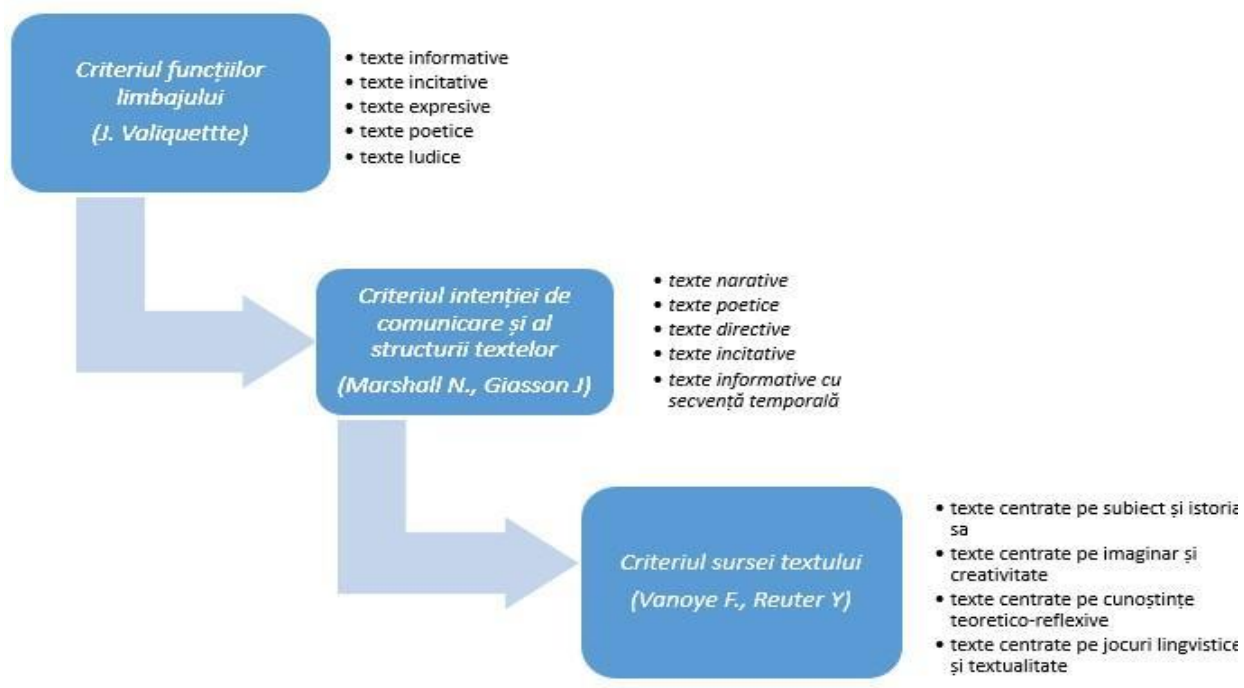 Criteriul funcțiilor
limbajului
(J. Valiquettte)
• texte informative
• texte incitative
• texte expresive
• texte poetice
• texte ludice
Criteriul intenției de
comunicare și al
structurii textelor
(Marshall N., Giasson J)
• texte narative
• texte poetice
• texte directive
• texte incitative
• texte informative cu
secvență temporală
Criteriul sursei textului
(Vanoye F., Reuter Y)
• texte centrate pe subiect și istoria
sa
• texte centrate pe imaginar și
creativitate
• texte centrate pe cunoștințe
teoretico-reflexive
• texte centrate pe jocuri lingvistice
și textualitate